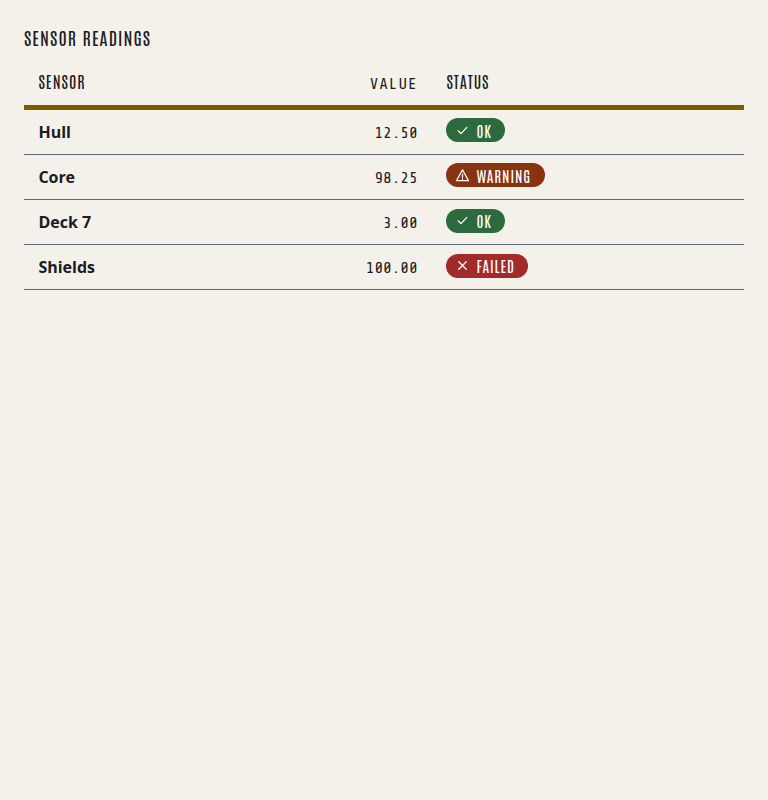 SENSOR READINGS
SENSOR VALUE STATUS
Hull 12.50 OK
Core 98.25 WARNING
Deck 7 3.00 OK
Shields 100.00 FAILED